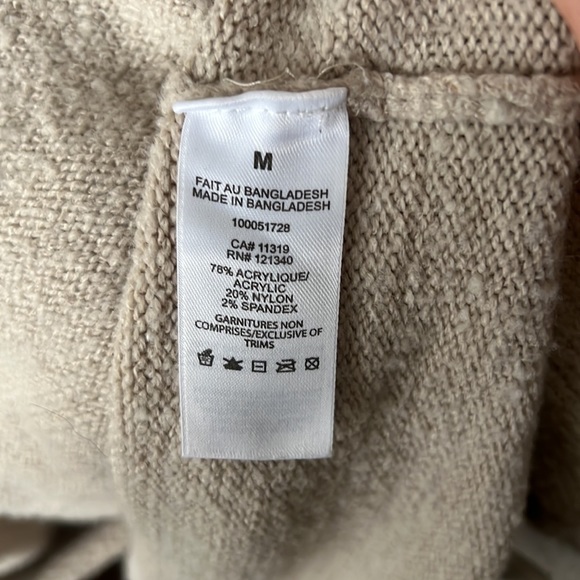 M
FAIT AU BANGLADESH
MADE IN BANGLADESH
100051728
CA# 11319
RN# 121340
78% ACRYLIQUE/
ACRYLIC
20% NYLON
2% SPANDEX
GARNITURES NON
COMPRISES/EXCLUSIVE OF
TRIMS